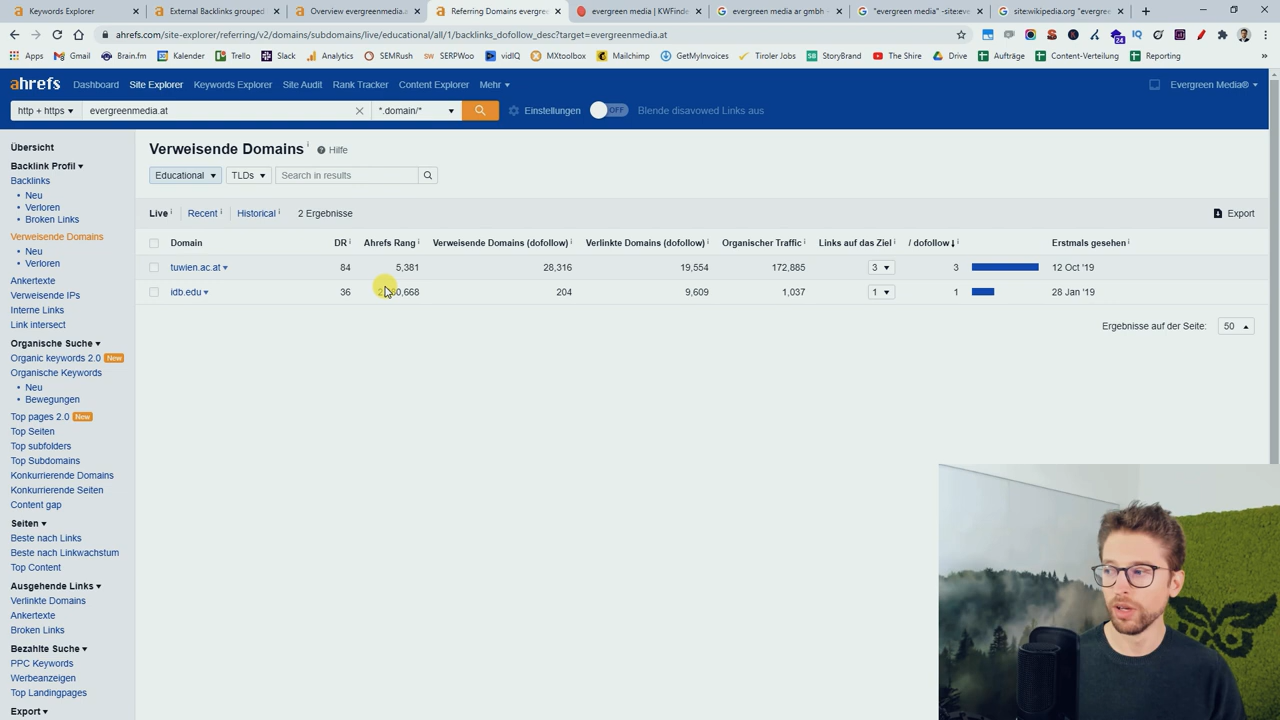 Keywords Explorer
External Backlinks grouped
Overview evergreenmedia.a
Referring Domains evergre
evergreen media | KWFinde
evergreen media ar gmbh -
"evergreen media" -site:eve
site:wikipedia.org "evergree
ahrefs.com/site-explorer/referring/v2/domains/subdomains/live/educational/all/1/backlinks_dofollow_desc?target=evergreenmedia.at
Apps
Gmail
Brain.fm
Kalender
Trello
Slack
Analytics
SEMRush
SERPWoo
vidIQ
MXtoolbox
Mailchimp
GetMyInvoices
Tiroler Jobs
StoryBrand
The Shire
Drive
Aufträge
Content-Verteilung
Reporting
ahrefs Dashboard Site Explorer Keywords Explorer Site Audit Rank Tracker Content Explorer Mehr Evergreen Media®
http + https evergreenmedia.at *.domain/* Einstellungen OFF Blende disavowed Links aus
Übersicht
Backlink Profil
Backlinks
• Neu
• Verloren
• Broken Links
Verweisende Domains
• Neu
• Verloren
Ankertexte
Verweisende IPs
Interne Links
Link intersect
Organische Suche
Organic keywords 2.0 New
Organische Keywords
• Neu
• Bewegungen
Top pages 2.0 New
Top Seiten
Top subfolders
Top Subdomains
Konkurrierende Domains
Konkurrierende Seiten
Content gap
Seiten
Beste nach Links
Beste nach Linkwachstum
Top Content
Ausgehende Links
Verlinkte Domains
Ankertexte
Broken Links
Bezahlte Suche
PPC Keywords
Werbeanzeigen
Top Landingpages
Export
Verweisende Domains i Hilfe
Educational TLDs Search in results
Live i Recent i Historical i 2 Ergebnisse Export
Domain DR i Ahrefs Rang i Verweisende Domains (dofollow) i Verlinkte Domains (dofollow) i Organischer Traffic i Links auf das Ziel i / dofollow i Erstmals gesehen i
tuwien.ac.at 84 5,381 28,316 19,554 172,885 3 3 12 Oct '19
idb.edu 36 204 9,609 1,037 1 1 28 Jan '19
Ergebnisse auf der Seite: 50